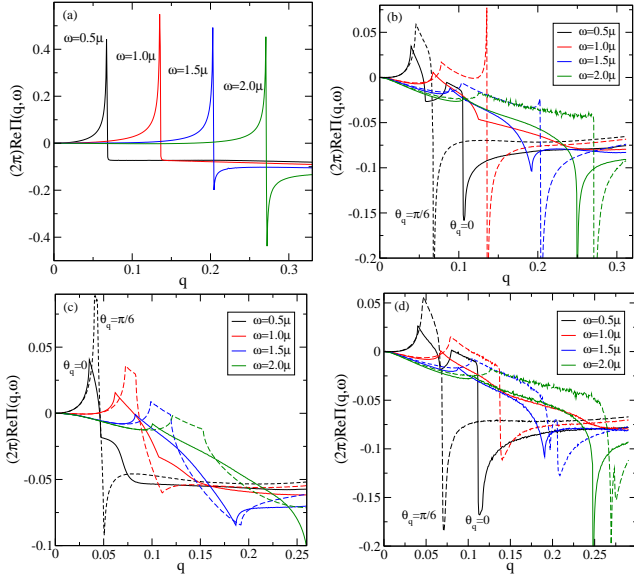 (a)
ω=0.5μ
ω=1.0μ
ω=1.5μ
ω=2.0μ
(2π)ReΠ(q,ω)
0.4
0.2
0
-0.2
-0.4
0
0.1
0.2
0.3
q
(b)
ω=0.5μ
ω=1.0μ
ω=1.5μ
ω=2.0μ
θq=π/6
θq=0
(2π)ReΠ(q,ω)
0.05
0
-0.05
-0.1
-0.15
-0.2
0
0.1
0.2
0.3
q
(c)
θq=π/6
θq=0
ω=0.5μ
ω=1.0μ
ω=1.5μ
ω=2.0μ
(2π)ReΠ(q,ω)
0.05
0
-0.05
-0.1
0
0.05
0.1
0.15
0.2
0.25
q
(d)
ω=0.5μ
ω=1.0μ
ω=1.5μ
ω=2.0μ
θq=π/6
θq=0
(2π)ReΠ(q,ω)
0.05
0
-0.05
-0.1
-0.15
-0.2
0
0.05
0.1
0.15
0.2
0.25
q